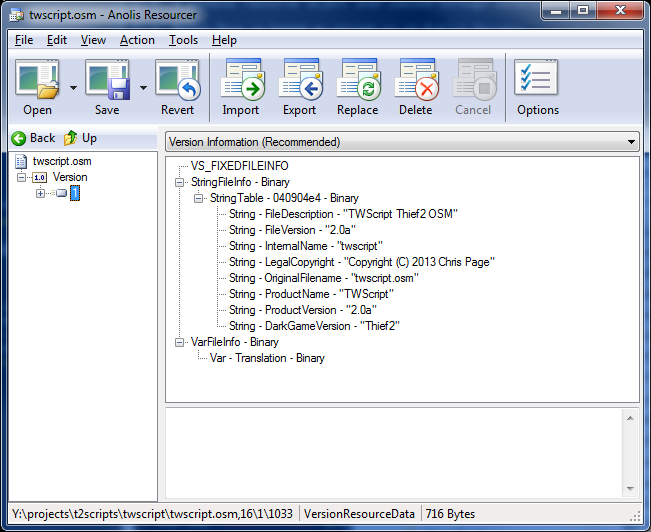 twscript.osm - Anolis Resourcer
File Edit View Action Tools Help
Open Save Revert Import Export Replace Delete Cancel Options
Back Up
Version Information (Recommended)
twscript.osm
1.0 Version
1
VS_FIXEDFILEINFO
StringFileInfo - Binary
StringTable - 040904e4 - Binary
String - FileDescription - "TWScript Thief2 OSM"
String - FileVersion - "2.0a"
String - InternalName - "twscript"
String - LegalCopyright - "Copyright (C) 2013 Chris Page"
String - OriginalFilename - "twscript.osm"
String - ProductName - "TWScript"
String - ProductVersion - "2.0a"
String - DarkGameVersion - "Thief2"
VarFileInfo - Binary
Var - Translation - Binary
Y:\projects\t2scripts\twscript\twscript.osm,16\1\1033 VersionResourceData 716 Bytes